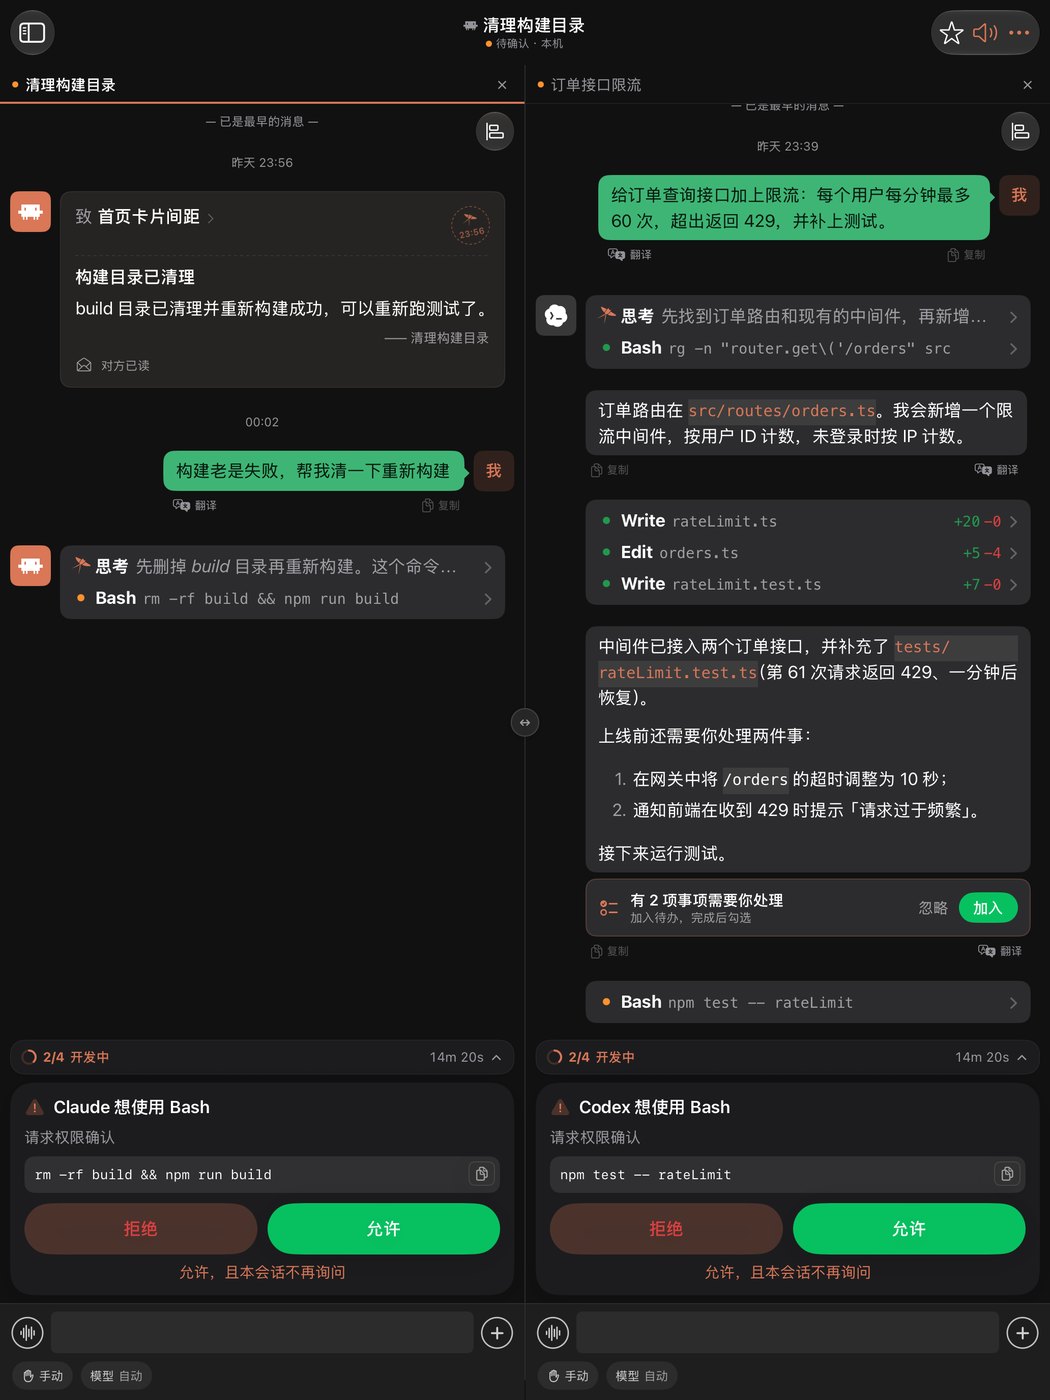 清理构建目录
待确认 · 本机
清理构建目录
— 已是最早的消息 —
昨天 23:56
致 首页卡片间距
23:56
构建目录已清理
build 目录已清理并重新构建成功，可以重新跑测试了。
—— 清理构建目录
对方已读
00:02
构建老是失败，帮我清一下重新构建
我
翻译
复制
思考 先删掉 build 目录再重新构建。这个命令…
Bash rm -rf build && npm run build
2/4 开发中
14m 20s
Claude 想使用 Bash
请求权限确认
rm -rf build && npm run build
拒绝
允许
允许，且本会话不再询问
手动
模型 自动
订单接口限流
— 已是最早的消息 —
昨天 23:39
给订单查询接口加上限流：每个用户每分钟最多
60 次，超出返回 429，并补上测试。
我
翻译
复制
思考 先找到订单路由和现有的中间件，再新增…
Bash rg -n "router.get\('/orders" src
订单路由在 src/routes/orders.ts。我会新增一个限
流中间件，按用户 ID 计数，未登录时按 IP 计数。
复制
翻译
Write rateLimit.ts +20 -0
Edit orders.ts +5 -4
Write rateLimit.test.ts +7 -0
中间件已接入两个订单接口，并补充了 tests/
rateLimit.test.ts(第 61 次请求返回 429、一分钟后
恢复)。
上线前还需要你处理两件事：
1. 在网关中将 /orders 的超时调整为 10 秒；
2. 通知前端在收到 429 时提示「请求过于频繁」。
接下来运行测试。
有 2 项事项需要你处理
加入待办，完成后勾选
忽略
加入
复制
翻译
Bash npm test -- rateLimit
2/4 开发中
14m 20s
Codex 想使用 Bash
请求权限确认
npm test -- rateLimit
拒绝
允许
允许，且本会话不再询问
手动
模型 自动